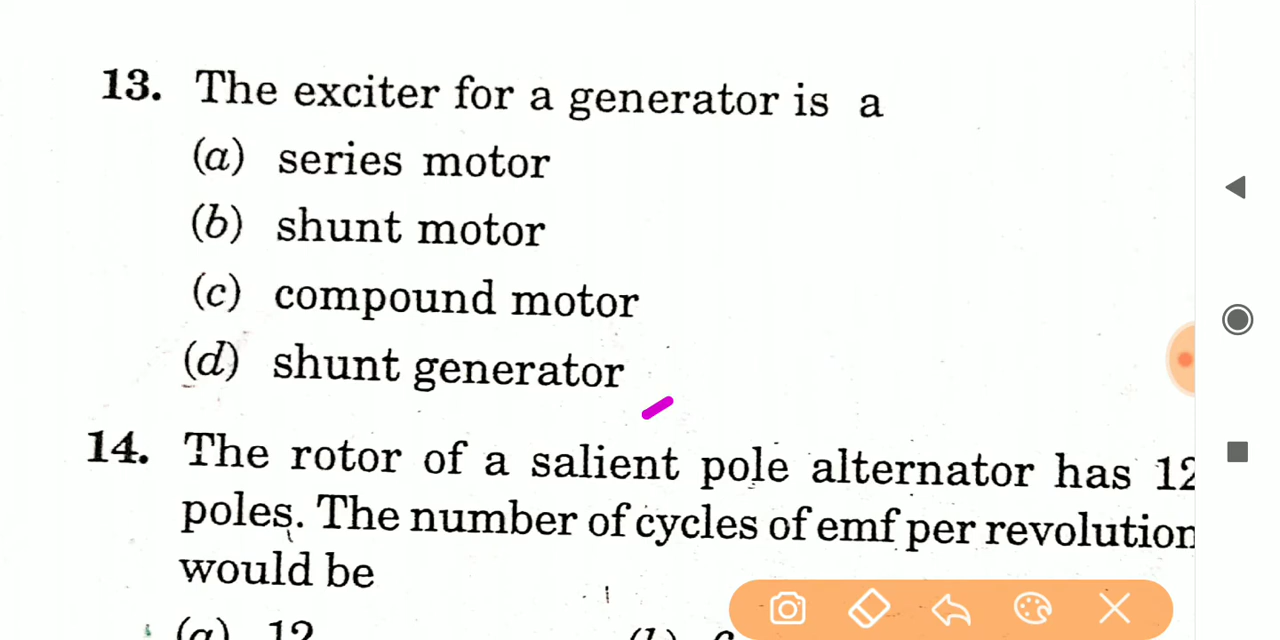 13. The exciter for a generator is a
(a) series motor
(b) shunt motor
(c) compound motor
(d) shunt generator
14. The rotor of a salient pole alternator has 12
poles. The number of cycles of emf per revolution
would be
(a) 12